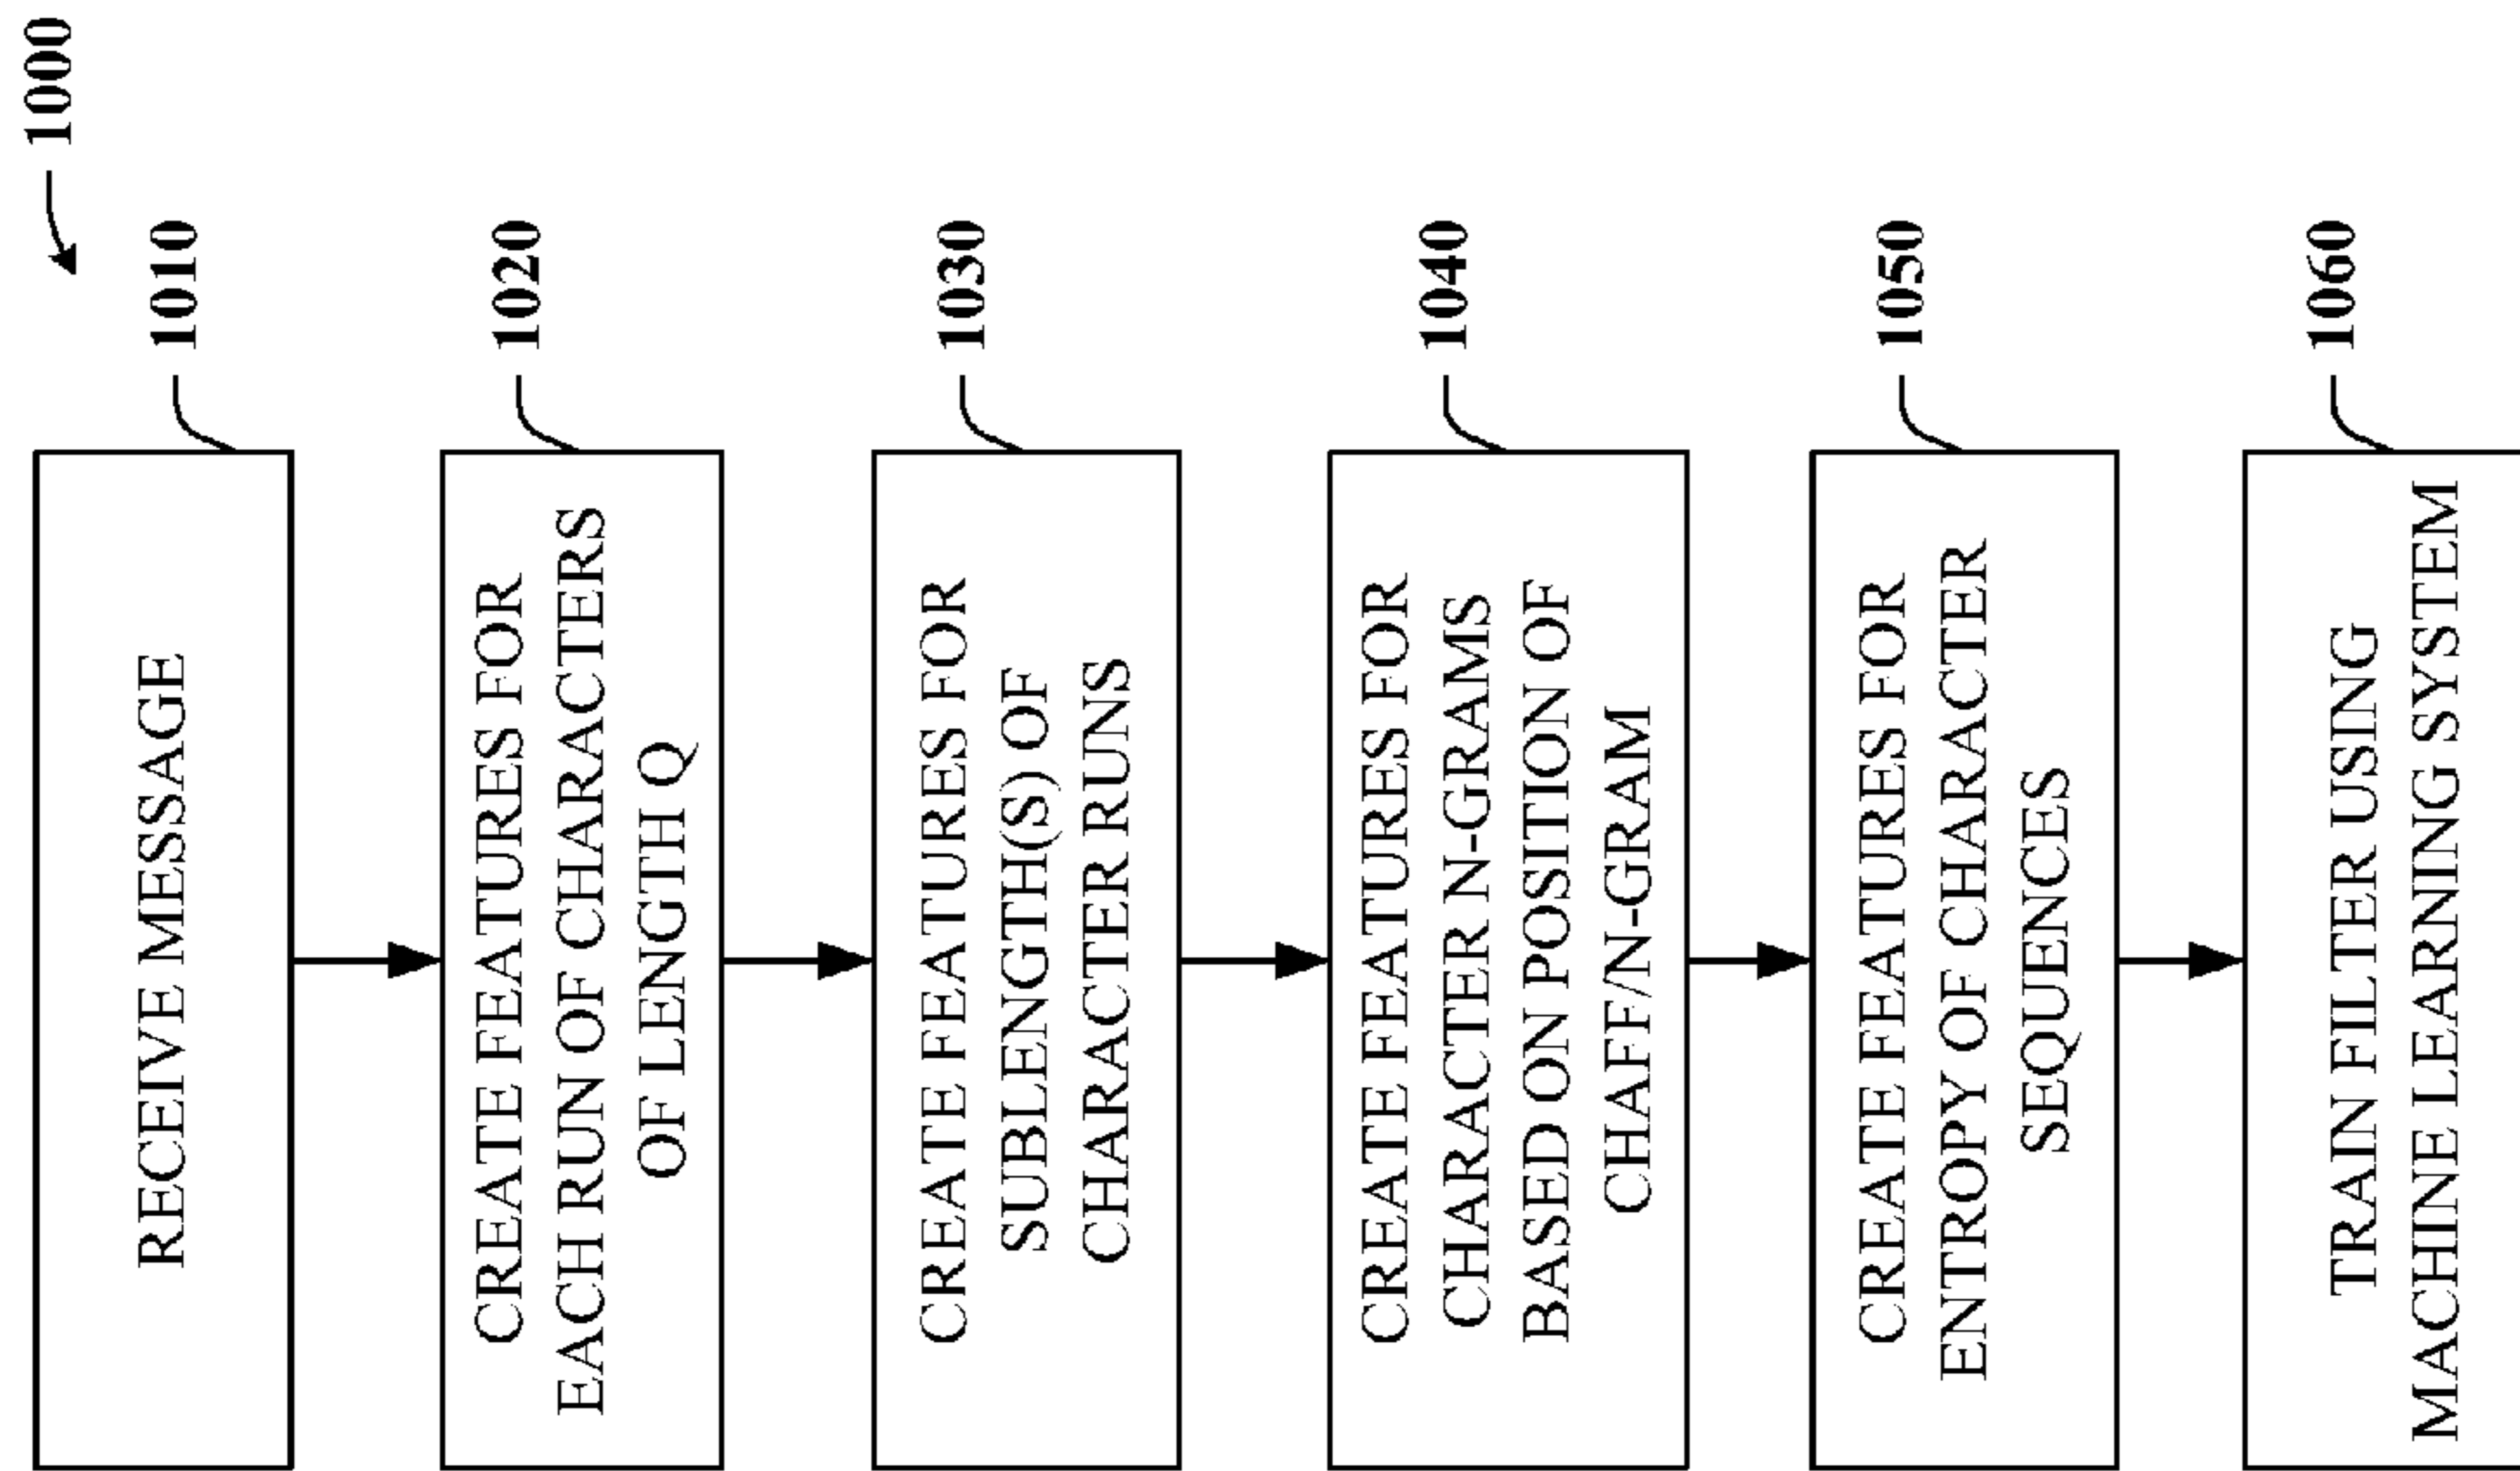 1000
1010
RECEIVE MESSAGE
1020
CREATE FEATURES FOR
EACH RUN OF CHARACTERS
OF LENGTH Q
1030
CREATE FEATURES FOR
SUBLENGTH(S) OF
CHARACTER RUNS
1040
CREATE FEATURES FOR
CHARACTER N-GRAMS
BASED ON POSITION OF
CHAFF/N-GRAM
1050
CREATE FEATURES FOR
ENTROPY OF CHARACTER
SEQUENCES
1060
TRAIN FILTER USING
MACHINE LEARNING SYSTEM